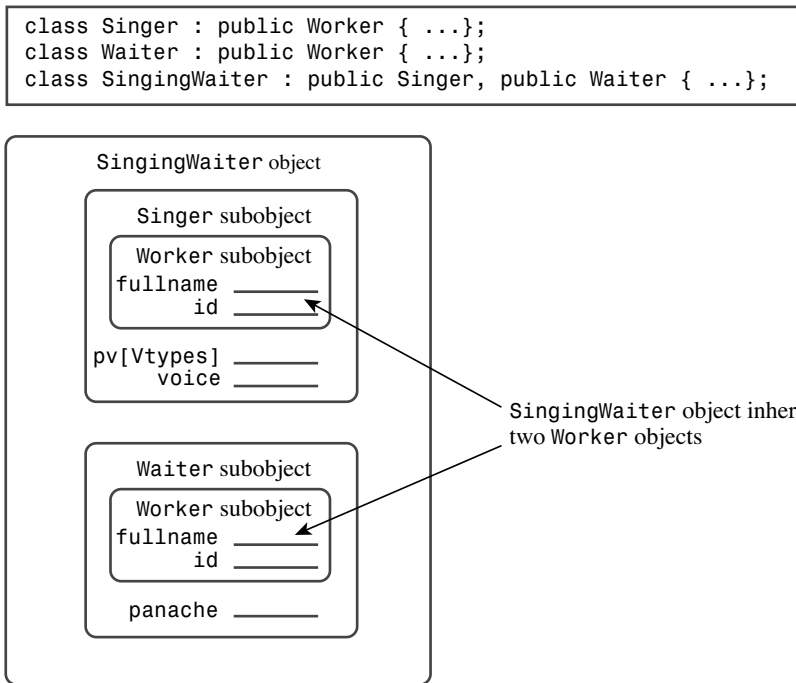 class Singer : public Worker { ...};
class Waiter : public Worker { ...};
class SingingWaiter : public Singer, public Waiter { ...};
SingingWaiter object
Singer subobject
Worker subobject
fullname
id
pv[Vtypes]
voice
SingingWaiter object inher
two Worker objects
Waiter subobject
Worker subobject
fullname
id
panache